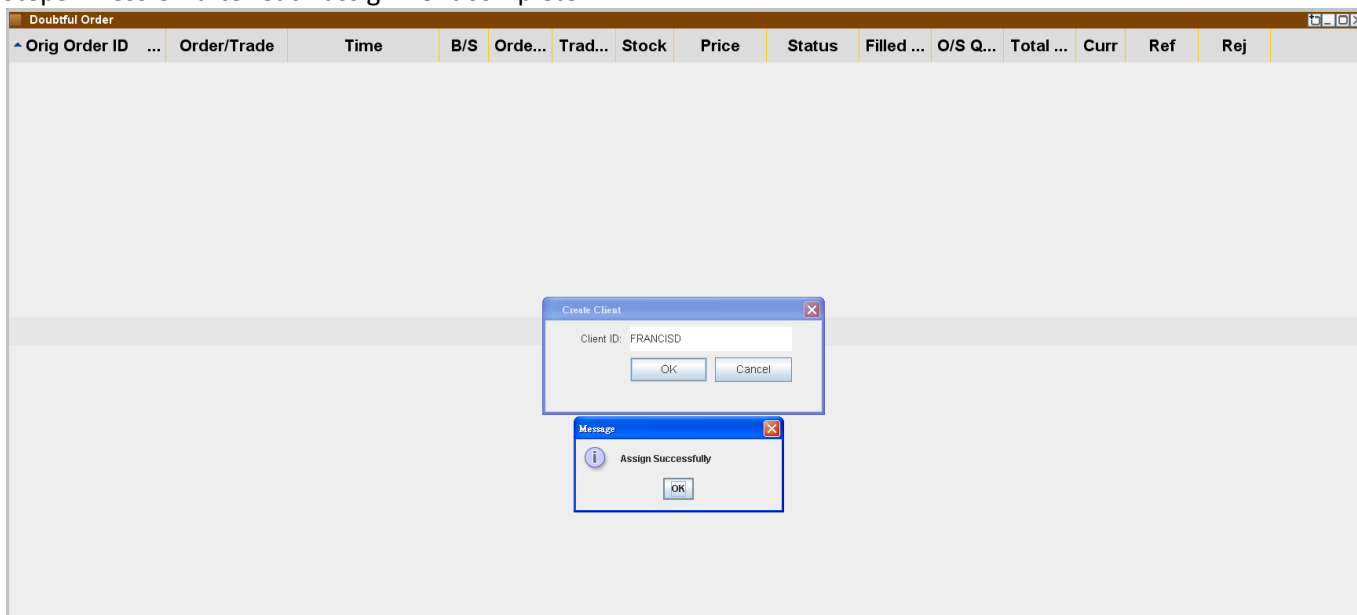 Doubtful Order
Orig Order ID ... Order/Trade Time B/S Orde... Trad... Stock Price Status Filled ... O/S Q... Total ... Curr Ref Rej
Create Client
Client ID: FRANCISD
OK Cancel
Message
Assign Successfully
OK